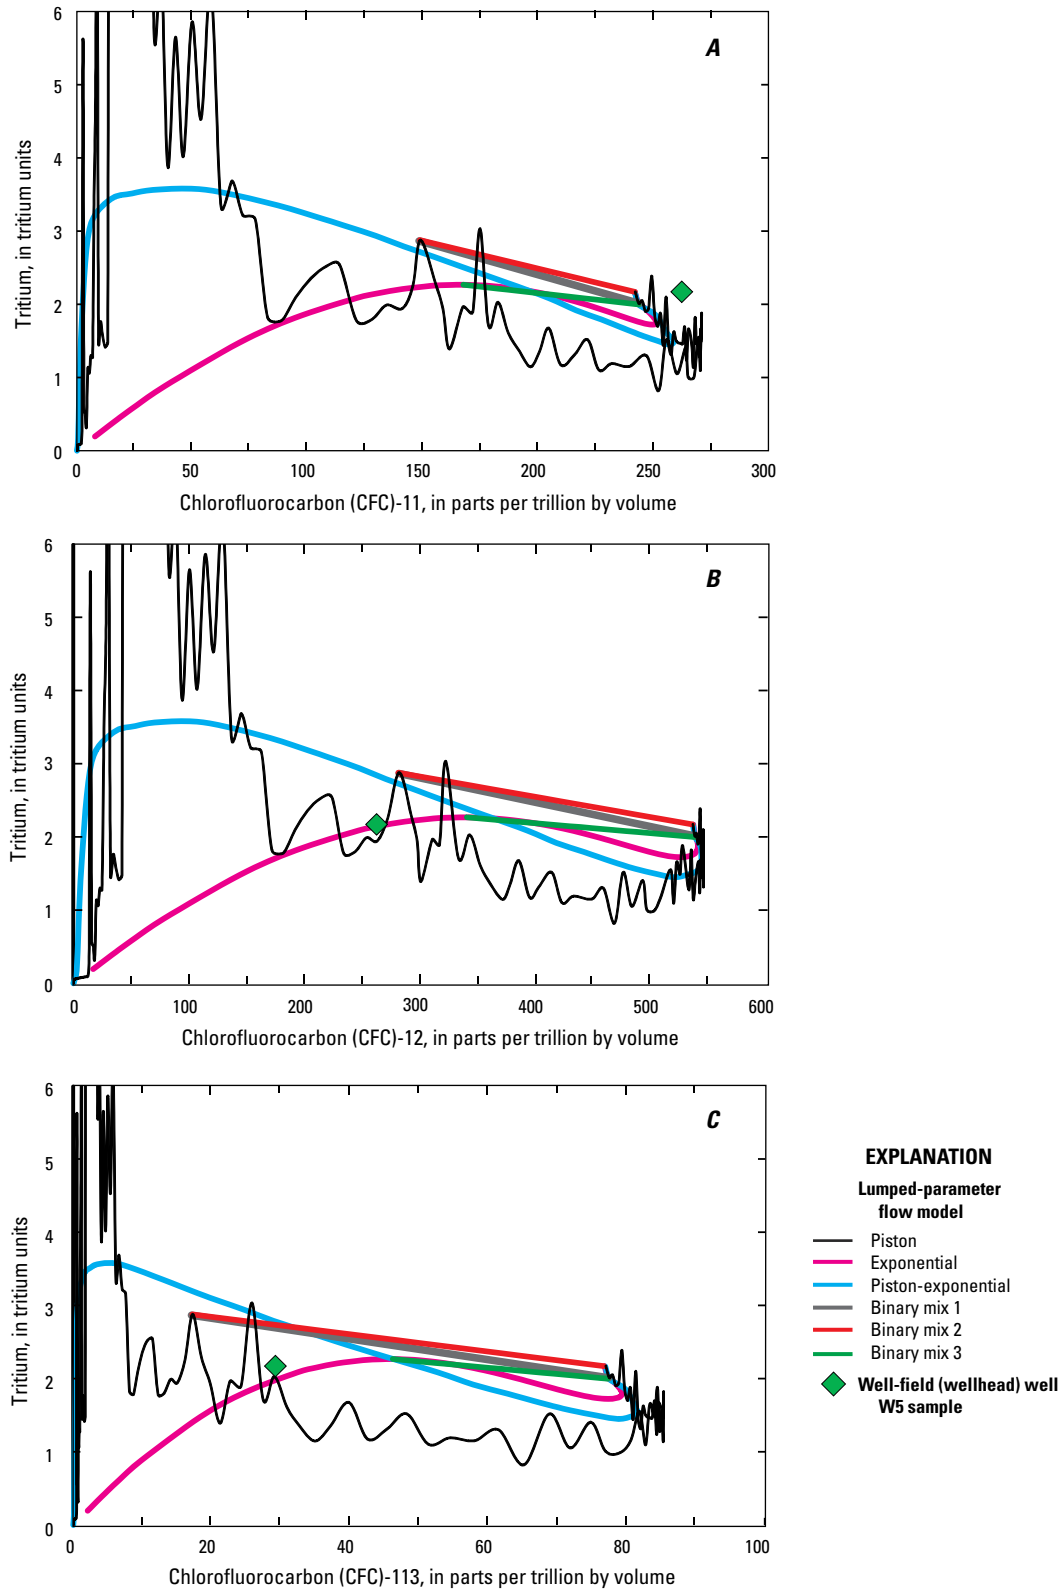 A
6
5
4
3
2
1
0
Tritium, in tritium units
0 50 100 150 200 250 300
Chlorofluorocarbon (CFC)-11, in parts per trillion by volume
B
6
5
4
3
2
1
0
Tritium, in tritium units
0 100 200 300 400 500 600
Chlorofluorocarbon (CFC)-12, in parts per trillion by volume
C
6
5
4
3
2
1
0
Tritium, in tritium units
0 20 40 60 80 100
Chlorofluorocarbon (CFC)-113, in parts per trillion by volume
EXPLANATION
Lumped-parameter
flow model
Piston
Exponential
Piston-exponential
Binary mix 1
Binary mix 2
Binary mix 3
Well-field (wellhead) well
W5 sample